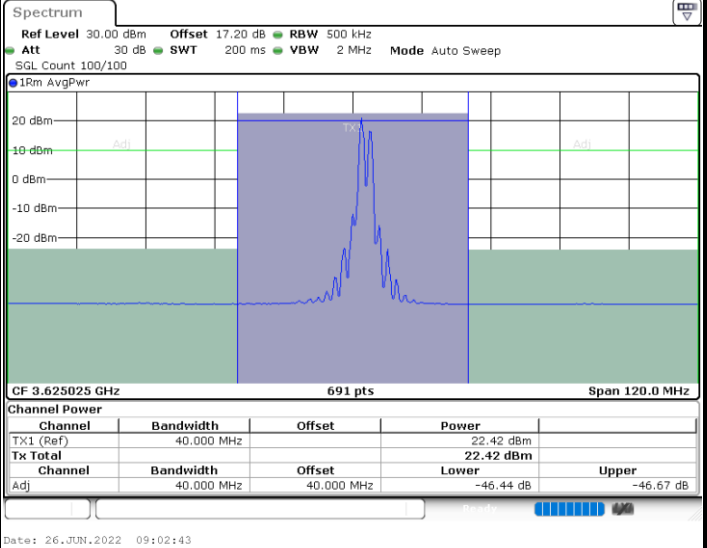 Spectrum
Ref Level 30.00 dBm Offset 17.20 dB RBW 500 kHz
Att 30 dB SWT 200 ms VBW 2 MHz Mode Auto Sweep
SGL Count 100/100
1Rm AvgPwr
20 dBm
TX1
Adj Adj
10 dBm
0 dBm
-10 dBm
-20 dBm
CF 3.625025 GHz 691 pts Span 120.0 MHz
Channel Power
Channel Bandwidth Offset Power
TX1 (Ref) 40.000 MHz 22.42 dBm
Tx Total 22.42 dBm
Channel Bandwidth Offset Lower Upper
Adj 40.000 MHz 40.000 MHz -46.44 dB -46.67 dB
Ready
Date: 26.JUN.2022 09:02:43